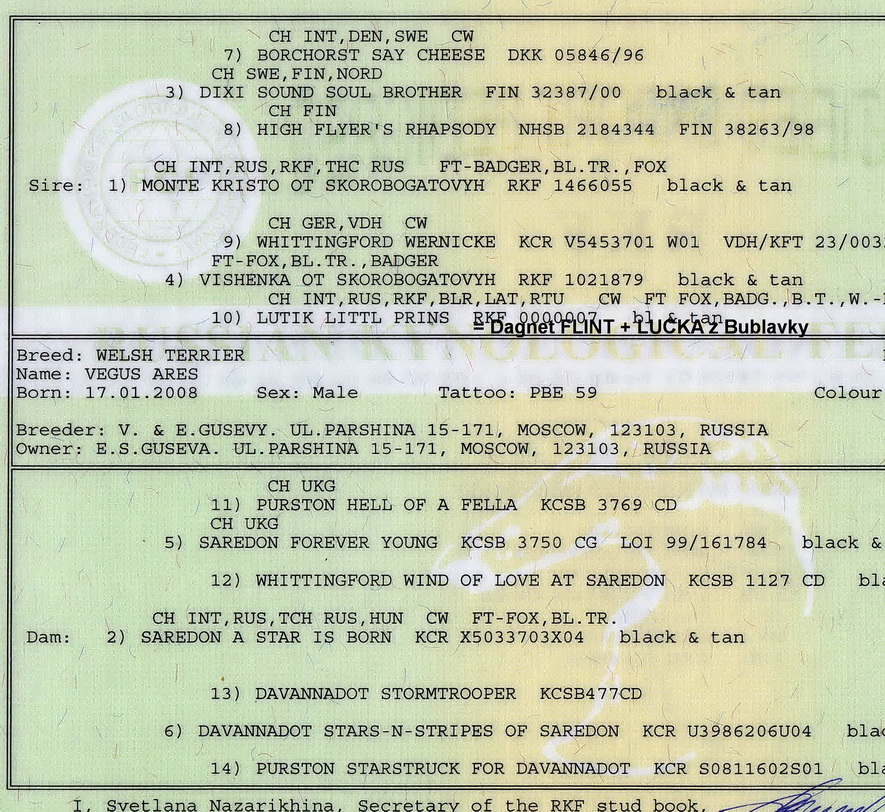 CH INT,DEN,SWE CW
7) BORCHORST SAY CHEESE DKK 05846/96
CH SWE,FIN,NORD
3) DIXI SOUND SOUL BROTHER FIN 32387/00 black & tan
CH FIN
8) HIGH FLYER'S RHAPSODY NHSB 2184344 FIN 38263/98
CH INT,RUS,RKF,THC RUS FT-BADGER,BL.TR.,FOX
Sire: 1) MONTE KRISTO OT SKOROBOGATOVYH RKF 1466055 black & tan
CH GER,VDH CW
9) WHITTINGFORD WERNICKE KCR V5453701 W01 VDH/KFT 23/003
FT-FOX,BL.TR.,BADGER
4) VISHENKA OT SKOROBOGATOVYH RKF 1021879 black & tan
CH INT,RUS,RKF,BLR,LAT,RTU CW FT FOX,BADG.,B.T.,W.-
10) LUTIK LITTL PRINS RKF 0000007 bl & tan
= Dagnet FLINT + LUČKA z Bublavky
RUSSIAN KYNOLOGICAL FE
Breed: WELSH TERRIER
Name: VEGUS ARES
Born: 17.01.2008 Sex: Male Tattoo: PBE 59 Colour
Breeder: V. & E.GUSEVY. UL.PARSHINA 15-171, MOSCOW, 123103, RUSSIA
Owner: E.S.GUSEVA. UL.PARSHINA 15-171, MOSCOW, 123103, RUSSIA
CH UKG
11) PURSTON HELL OF A FELLA KCSB 3769 CD
CH UKG
5) SAREDON FOREVER YOUNG KCSB 3750 CG LOI 99/161784 black &
12) WHITTINGFORD WIND OF LOVE AT SAREDON KCSB 1127 CD bla
CH INT,RUS,TCH RUS,HUN CW FT-FOX,BL.TR.
Dam: 2) SAREDON A STAR IS BORN KCR X5033703X04 black & tan
13) DAVANNADOT STORMTROOPER KCSB477CD
6) DAVANNADOT STARS-N-STRIPES OF SAREDON KCR U3986206U04 blac
14) PURSTON STARSTRUCK FOR DAVANNADOT KCR S0811602S01 bla
I, Svetlana Nazarikhina, Secretary of the RKF stud book,